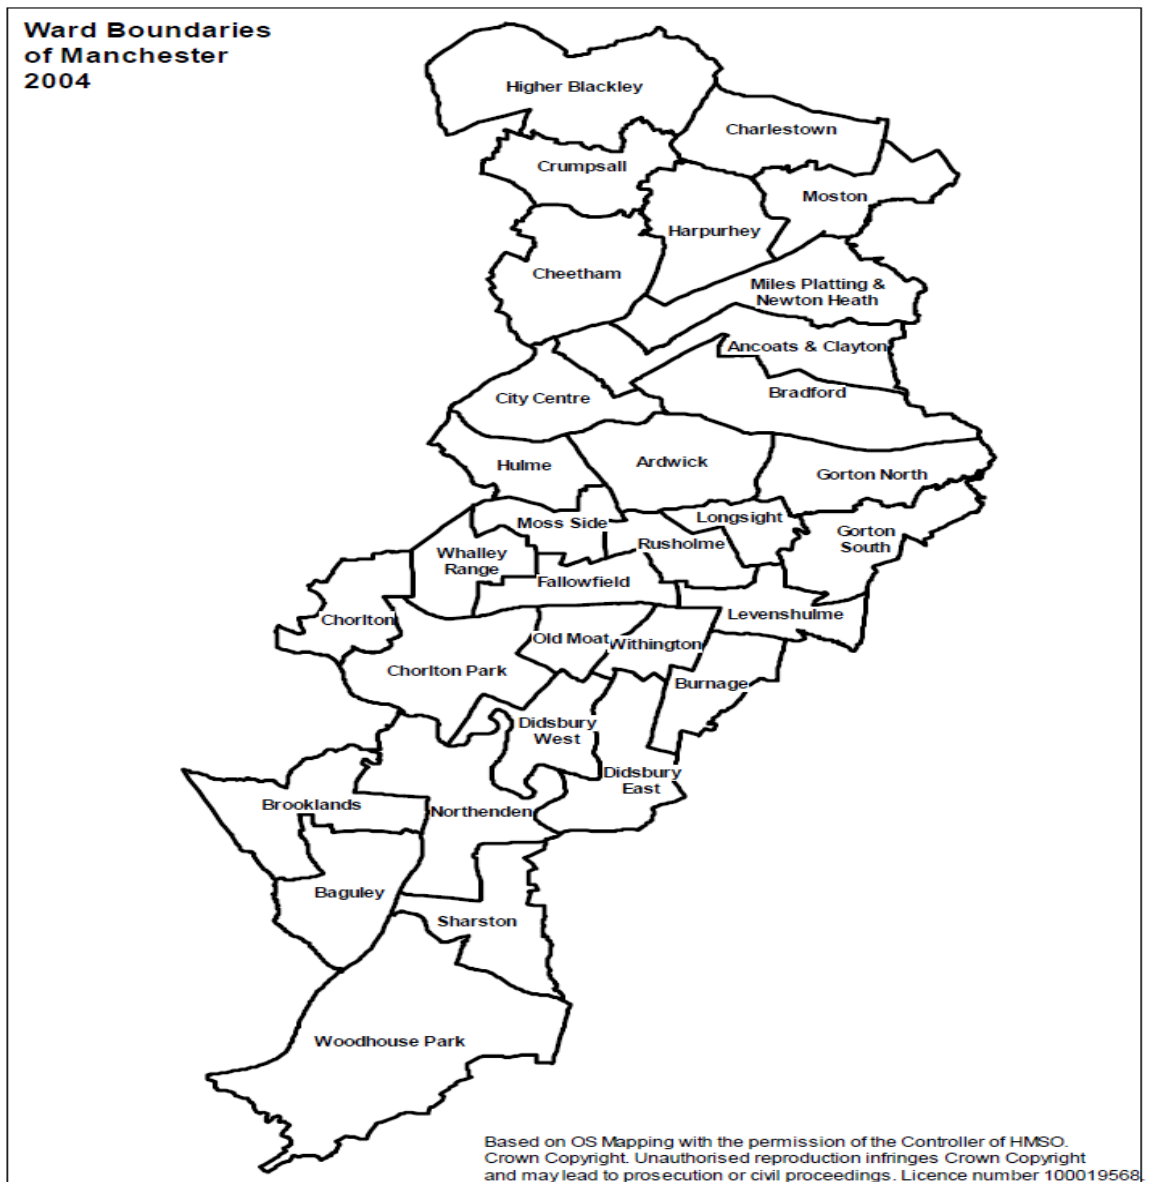 Ward Boundaries
of Manchester
2004
Higher Blackley
Charlestown
Crumpsall
Moston
Harpurhey
Cheetham
Miles Platting &
Newton Heath
Ancoats & Clayton
Bradford
City Centre
Hulme
Ardwick
Gorton North
Moss Side
Longsight
Gorton
South
Rusholme
Whalley
Range
Fallowfield
Chorlton
Levenshulme
Old Moat
Withington
Chorlton Park
Burnage
Didsbury
West
Didsbury
East
Brooklands
Northenden
Baguley
Sharston
Woodhouse Park
Based on OS Mapping with the permission of the Controller of HMSO.
Crown Copyright. Unauthorised reproduction infringes Crown Copyright
and may lead to prosecution or civil proceedings. Licence number 100019568.